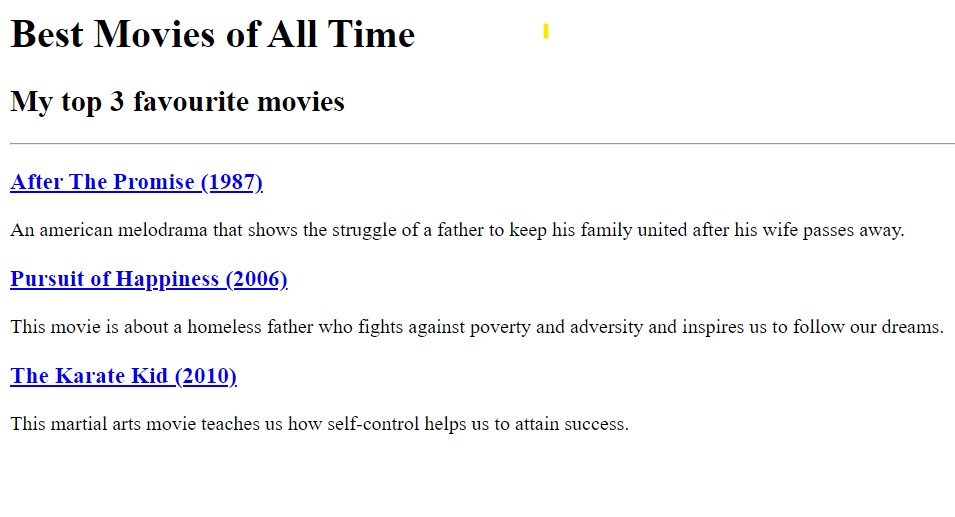 Best Movies of All Time
My top 3 favourite movies
After The Promise (1987)
An american melodrama that shows the struggle of a father to keep his family united after his wife passes away.
Pursuit of Happiness (2006)
This movie is about a homeless father who fights against poverty and adversity and inspires us to follow our dreams.
The Karate Kid (2010)
This martial arts movie teaches us how self-control helps us to attain success.